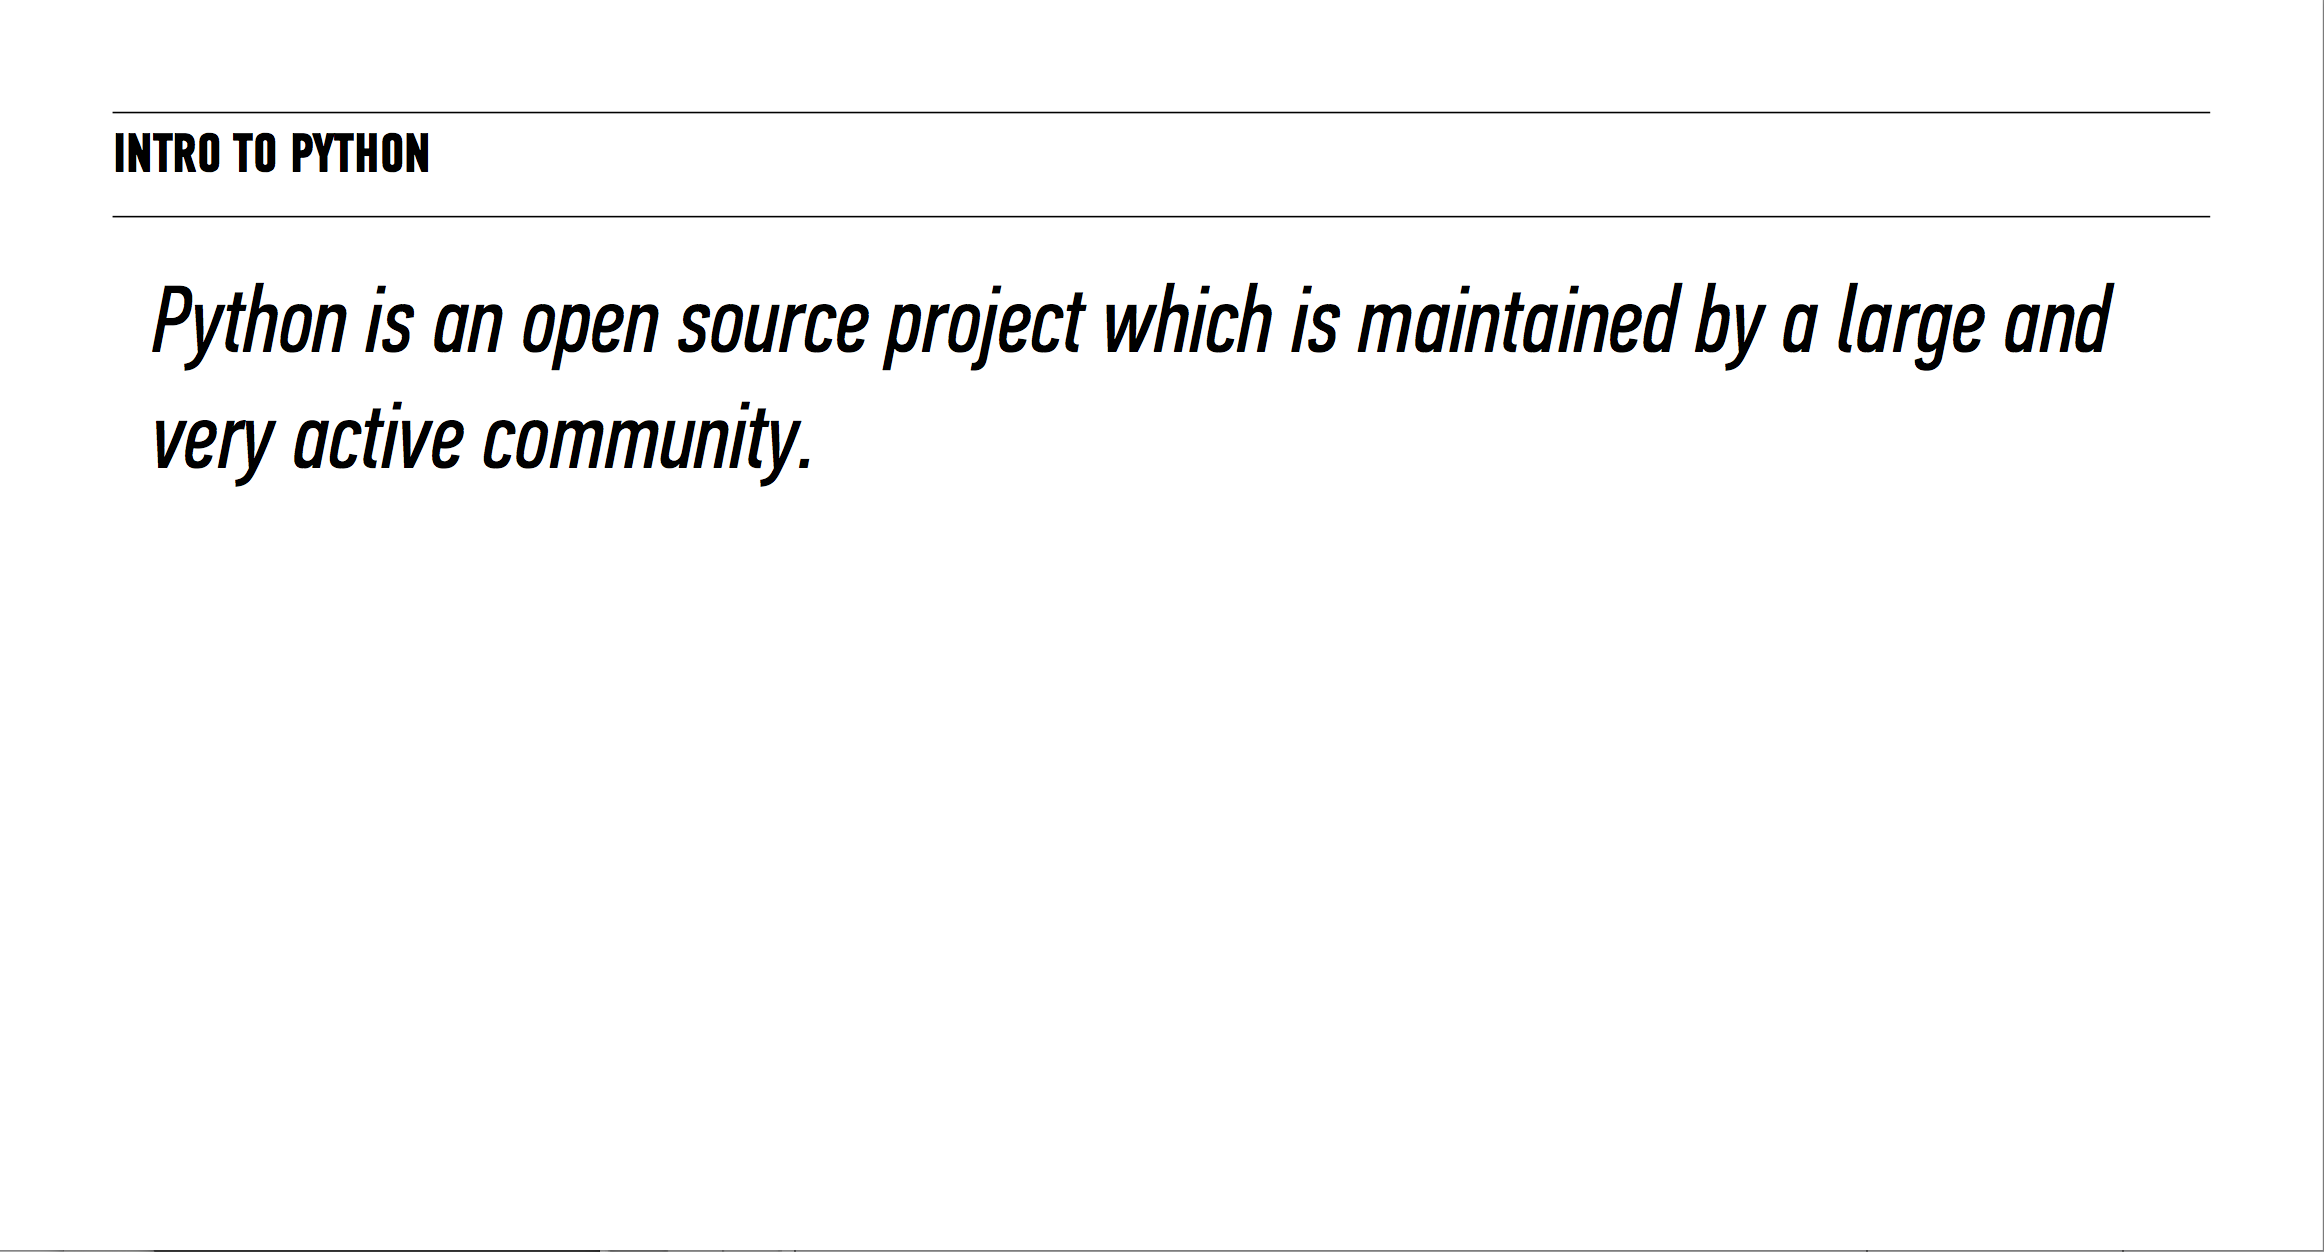 INTRO TO PYTHON
Python is an open source project which is maintained by a large and
very active community.